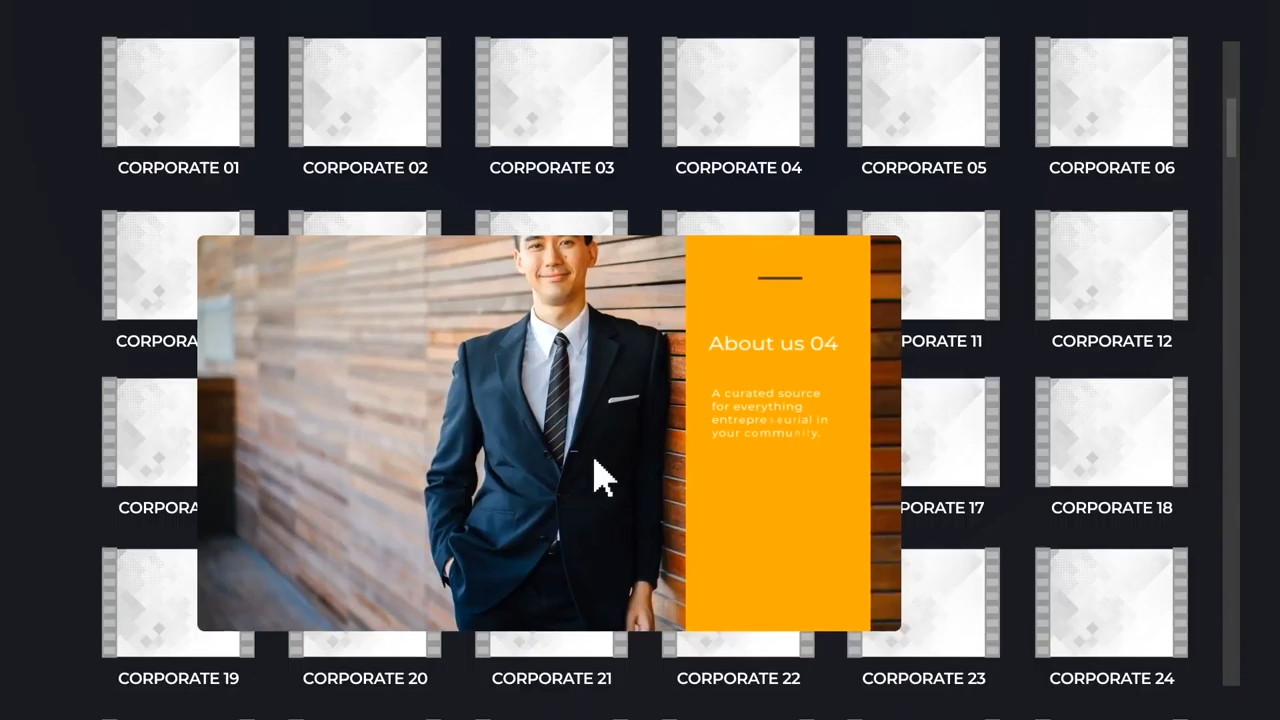 CORPORATE 01
CORPORATE 02
CORPORATE 03
CORPORATE 04
CORPORATE 05
CORPORATE 06
CORPORA
PORATE 11
CORPORATE 12
About us 04
A curated source
for everything
in
your
CORPORA
PORATE 17
CORPORATE 18
CORPORATE 19
CORPORATE 20
CORPORATE 21
CORPORATE 22
CORPORATE 23
CORPORATE 24